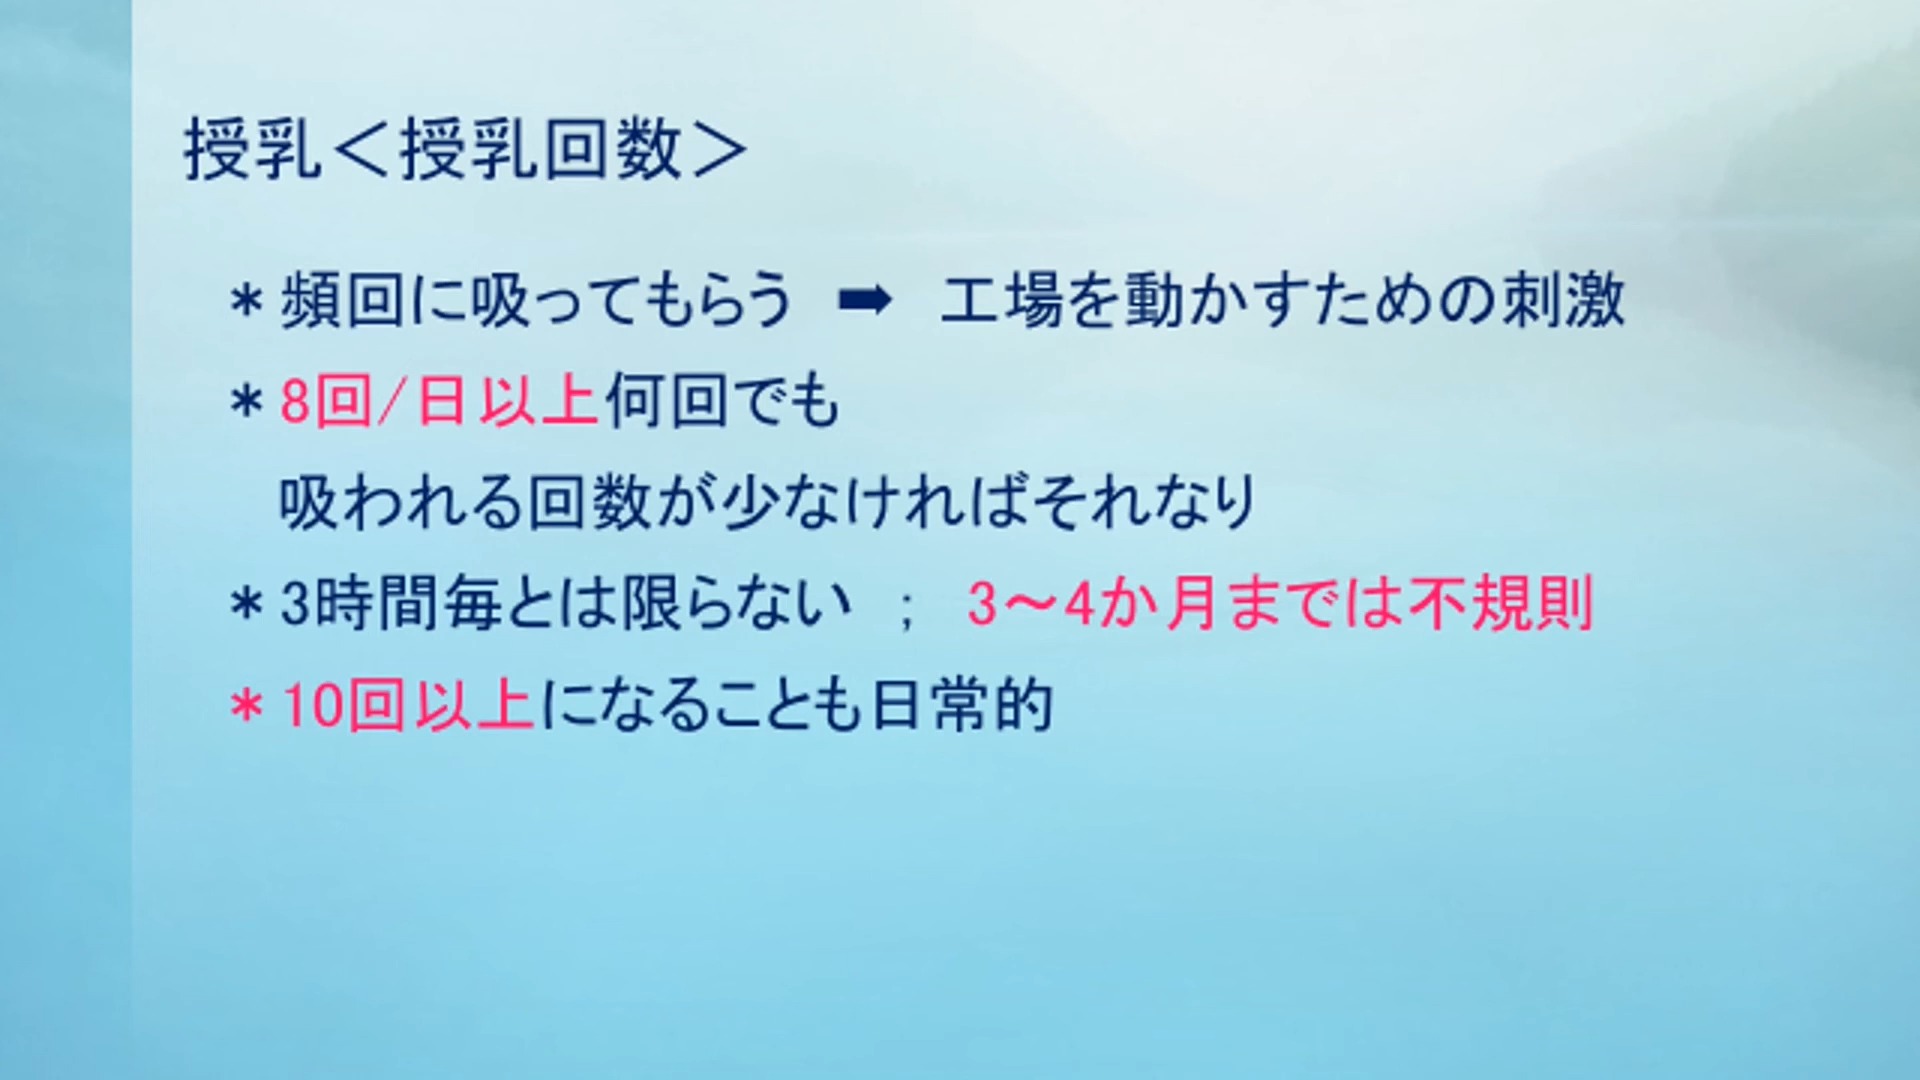 授乳＜授乳回数＞
＊頻回に吸ってもらう ➡ 工場を動かすための刺激
＊8回/日以上何回でも
吸われる回数が少なければそれなり
＊3時間毎とは限らない ; 3～4か月までは不規則
＊10回以上になることも日常的